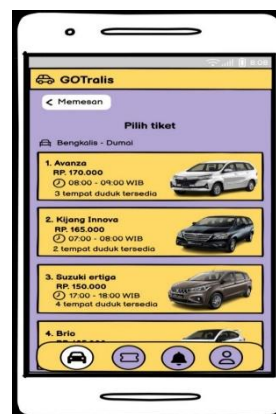 8:08
GOTralis
< Memesan
Pilih tiket
Bengkalis - Dumai
1. Avanza
RP. 170.000
08:00 - 09:00 WIB
3 tempat duduk tersedia
2. Kijang Innova
RP. 165.000
07:00 - 08:00 WIB
2 tempat duduk tersedia
3. Suzuki ertiga
RP. 150.000
17:00 - 18:00 WIB
4 tempat duduk tersedia
4. Brio